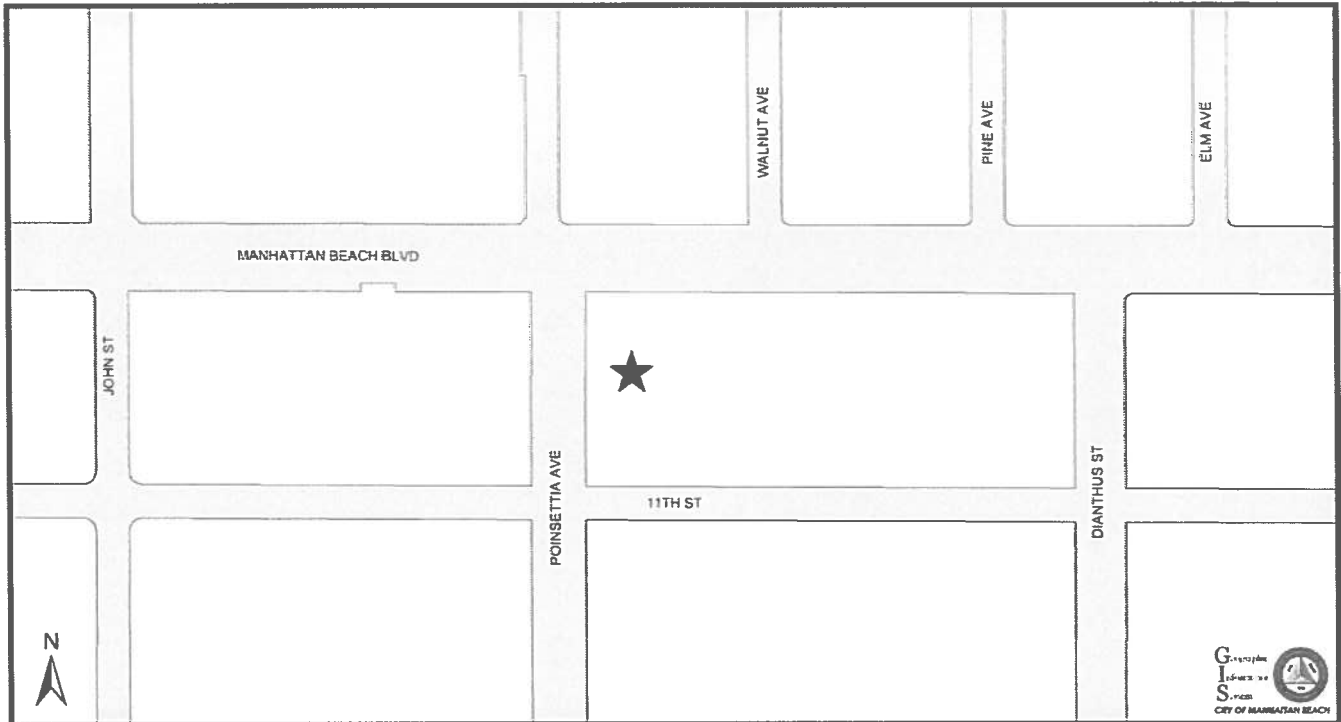 WALNUT AVE
PINE AVE
ELM AVE
MANHATTAN BEACH BLVD
JOHN ST
POINSETTIA AVE
11TH ST
DIANTHUS ST
N
G
I
S
CITY OF MANHATTAN BEACH